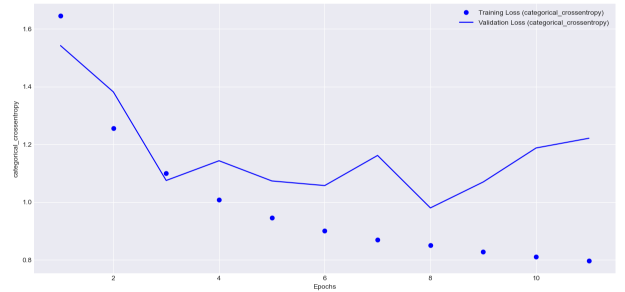 Training Loss (categorical_crossentropy)
Validation Loss (categorical_crossentropy)
1.6
1.4
1.2
1.0
0.8
categorical_crossentropy
2 4 6 8 10
Epochs